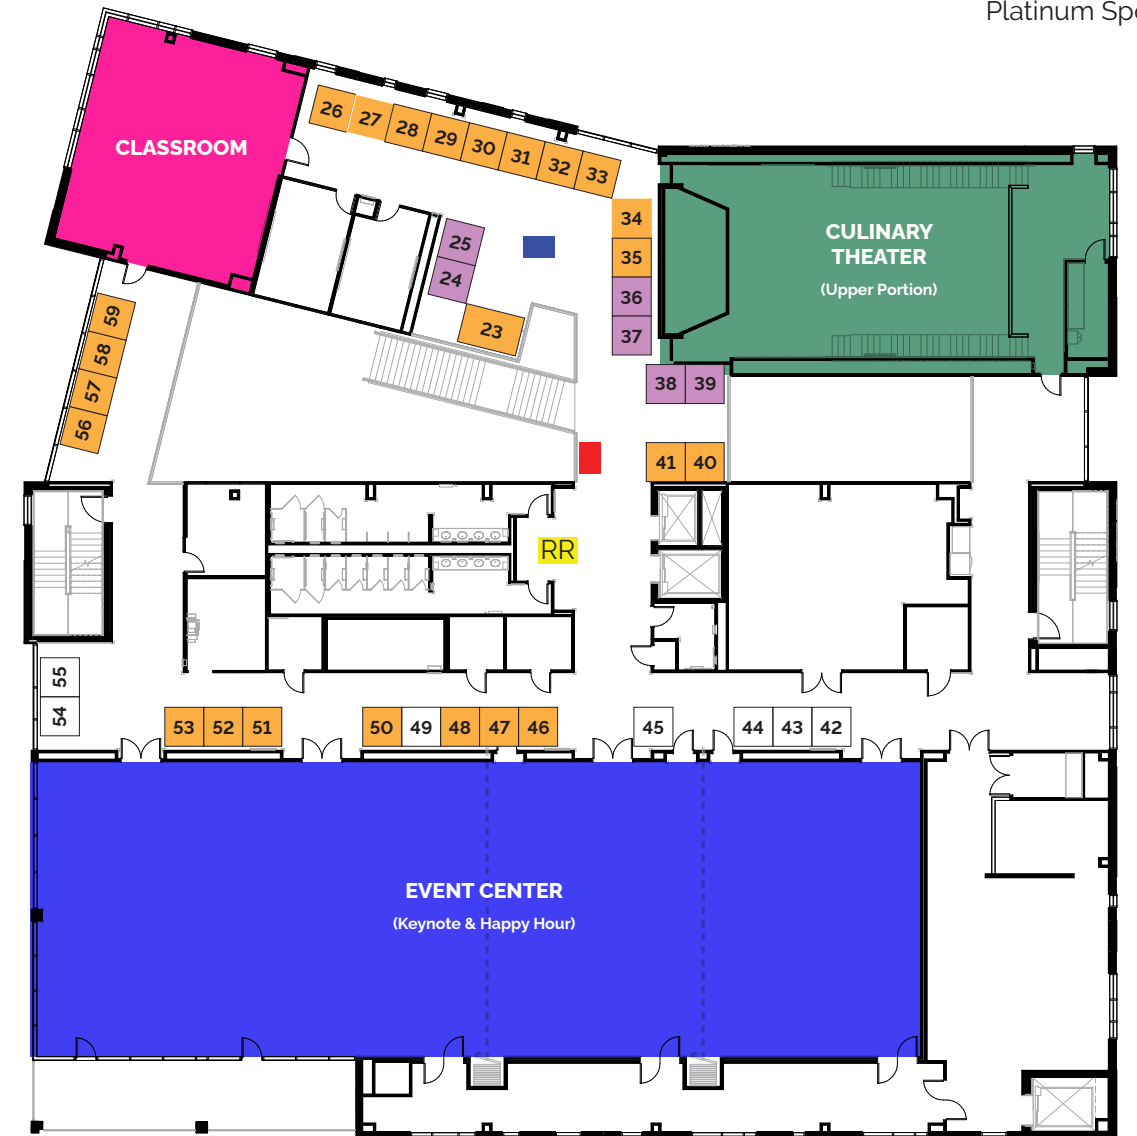 Platinum Spo
CLASSROOM
26 27 28 29 30 31 32 33
34
35
36
37
CULINARY
THEATER
(Upper Portion)
25
24
23
59
58
57
56
38 39
41 40
RR
55
54
53 52 51
50 49 48 47 46
45
44 43 42
EVENT CENTER
(Keynote & Happy Hour)